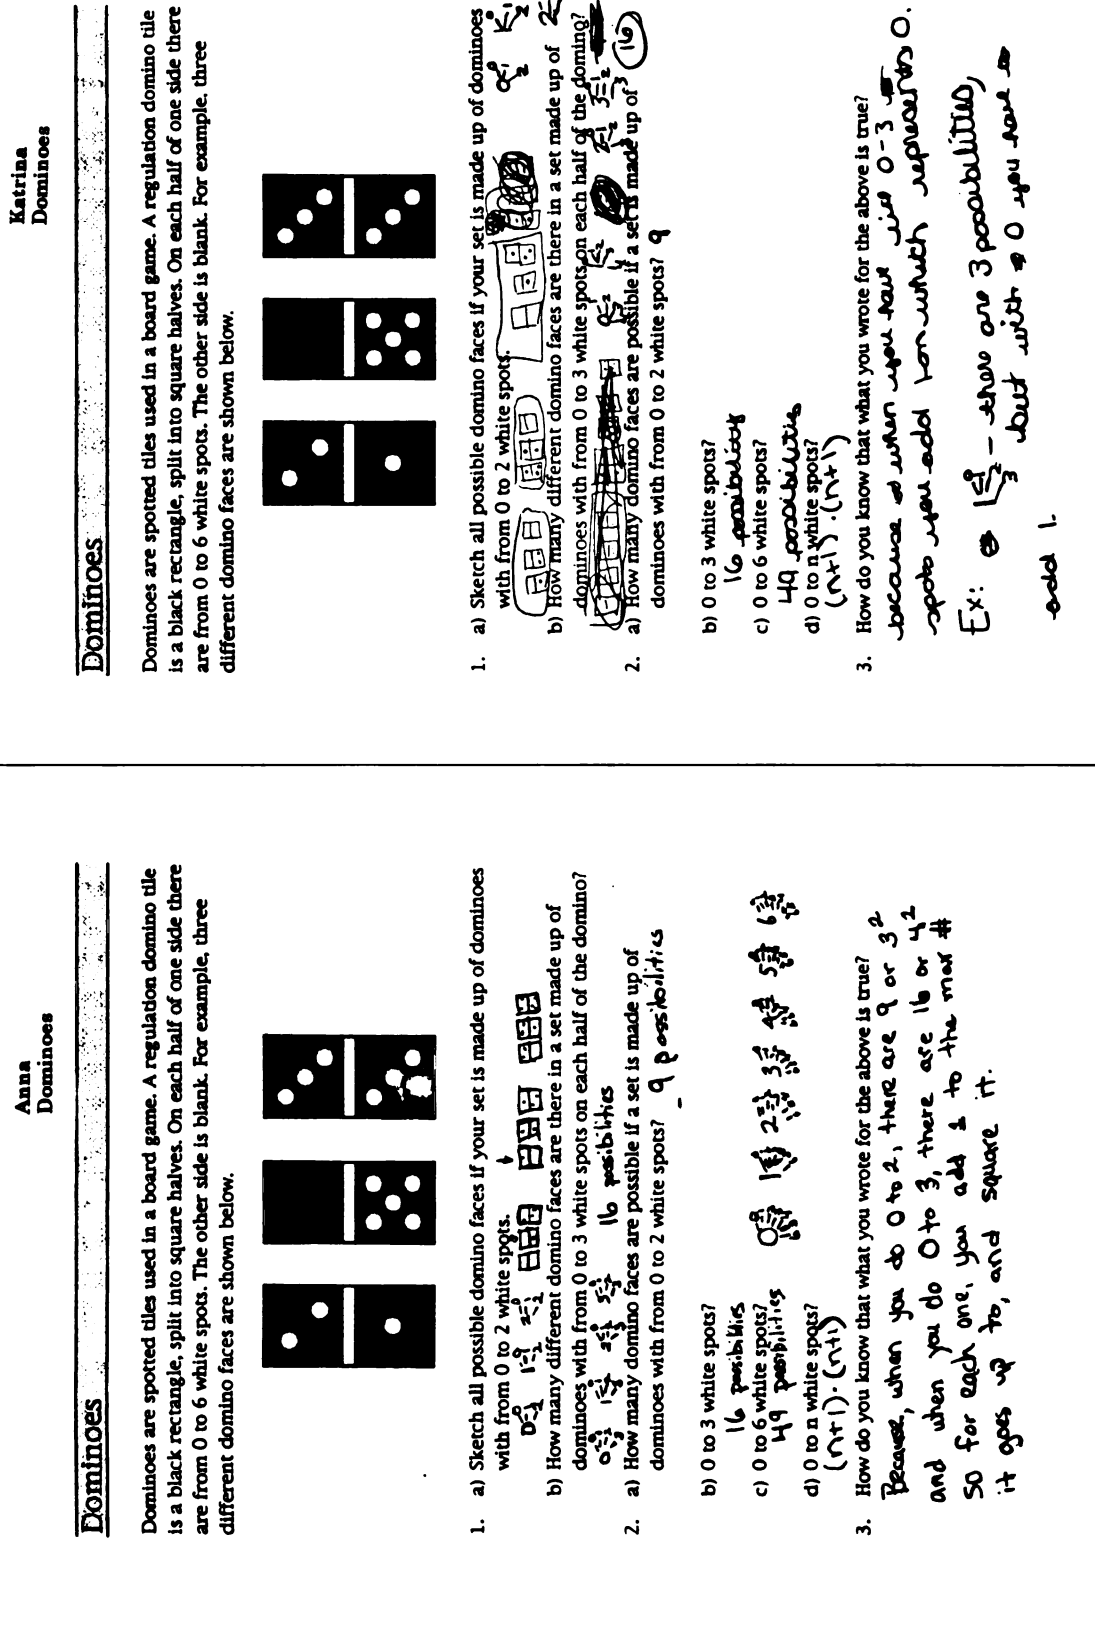 Anna
Dominoes
Dominoes
Dominoes are spotted tiles used in a board game. A regulation domino tile
is a black rectangle, split into square halves. On each half of one side there
are from 0 to 6 white spots. The other side is blank. For example, three
different domino faces are shown below.
1. a) Sketch all possible domino faces if your set is made up of dominoes
with from 0 to 2 white spots.
b) How many different domino faces are there in a set made up of
dominoes with from 0 to 3 white spots on each half of the domino?
16 possibilities
2. a) How many domino faces are possible if a set is made up of
dominoes with from 0 to 2 white spots? - 9 possibilities
b) 0 to 3 white spots?
16 possibilities
c) 0 to 6 white spots?
49 possibilities
0 1 2 3 4 5 6
d) 0 to n white spots?
(n+1)·(n+1)
3. How do you know that what you wrote for the above is true?
Because, when you do 0 to 2, there are 9 or 3²
and when you do 0 to 3, there are 16 or 4²
so for each one, you add 1 to the max #
it goes up to, and square it.
Katrina
Dominoes
Dominoes
Dominoes are spotted tiles used in a board game. A regulation domino tile
is a black rectangle, split into square halves. On each half of one side there
are from 0 to 6 white spots. The other side is blank. For example, three
different domino faces are shown below.
1. a) Sketch all possible domino faces if your set is made up of dominoes
with from 0 to 2 white spots.
b) How many different domino faces are there in a set made up of
dominoes with from 0 to 3 white spots on each half of the doming?
16
2. a) How many domino faces are possible if a set is made up of
dominoes with from 0 to 2 white spots? 9
b) 0 to 3 white spots?
16 possibility
c) 0 to 6 white spots?
49 possibilities
d) 0 to n white spots?
(n+1)·(n+1)
3. How do you know that what you wrote for the above is true?
because when you have 0-3
spots you add 1 on which represents 0.
Ex: 1 0 1 2 3 - there are 3 possibilities,
but with 0 you have
add 1.